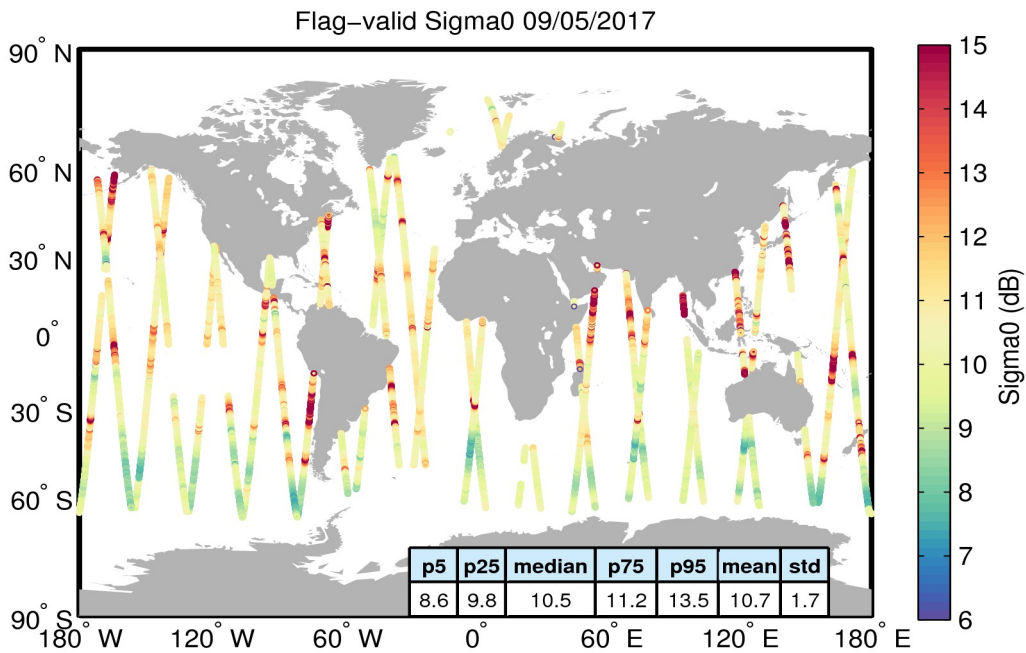 Flag−valid Sigma0 09/05/2017
90° N
60° N
30° N
0°
30° S
60° S
90° S
180° W
120° W
60° W
0°
60° E
120° E
180° E
15
14
13
12
11
10
9
8
7
6
Sigma0 (dB)
p5 p25 median p75 p95 mean std
8.6 9.8 10.5 11.2 13.5 10.7 1.7